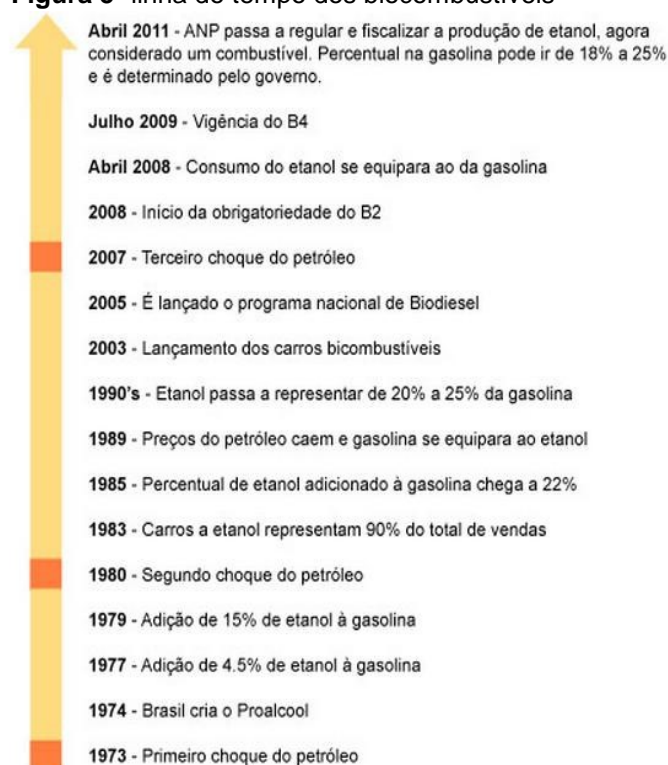 Figura 3- linha do tempo dos biocombustíveis
Abril 2011 - ANP passa a regular e fiscalizar a produção de etanol, agora
considerado um combustível. Percentual na gasolina pode ir de 18% a 25%
e é determinado pelo governo.
Julho 2009 - Vigência do B4
Abril 2008 - Consumo do etanol se equipara ao da gasolina
2008 - Início da obrigatoriedade do B2
2007 - Terceiro choque do petróleo
2005 - É lançado o programa nacional de Biodiesel
2003 - Lançamento dos carros bicombustíveis
1990's - Etanol passa a representar de 20% a 25% da gasolina
1989 - Preços do petróleo caem e gasolina se equipara ao etanol
1985 - Percentual de etanol adicionado à gasolina chega a 22%
1983 - Carros a etanol representam 90% do total de vendas
1980 - Segundo choque do petróleo
1979 - Adição de 15% de etanol à gasolina
1977 - Adição de 4.5% de etanol à gasolina
1974 - Brasil cria o Proalcool
1973 - Primeiro choque do petróleo